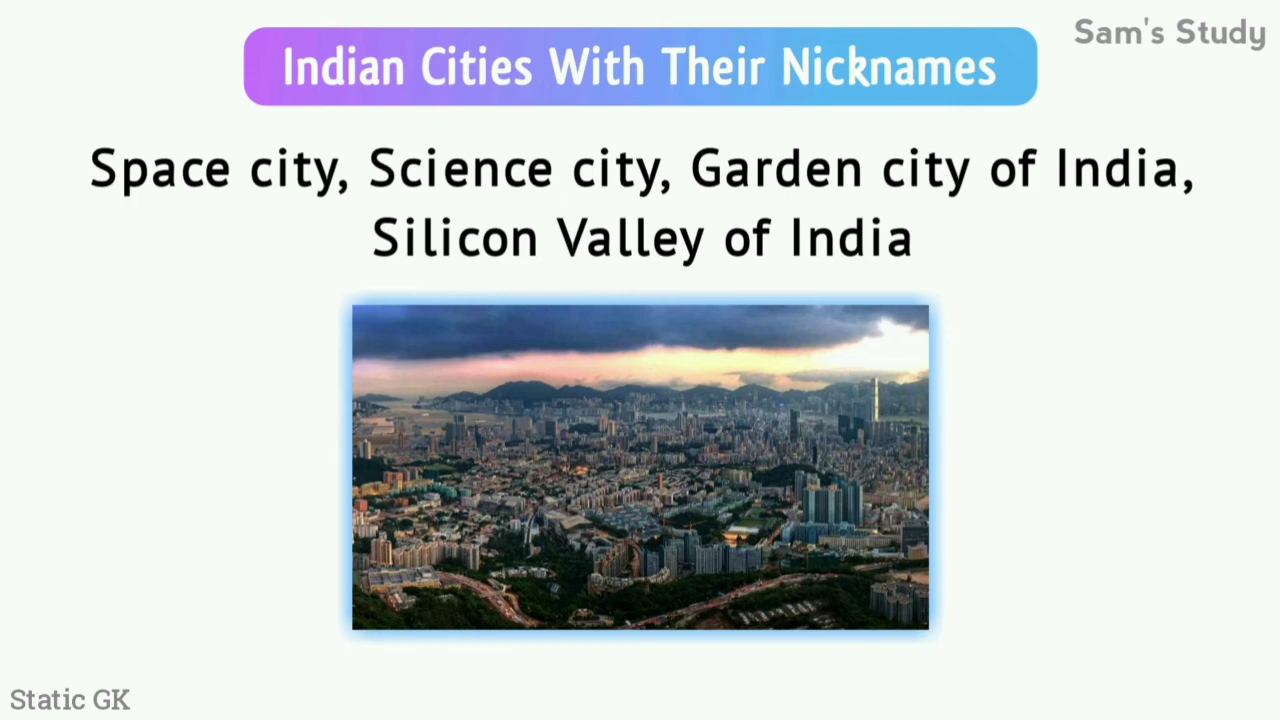 Sam's Study
Indian Cities With Their Nicknames
Space city, Science city, Garden city of India,
Silicon Valley of India
Static GK